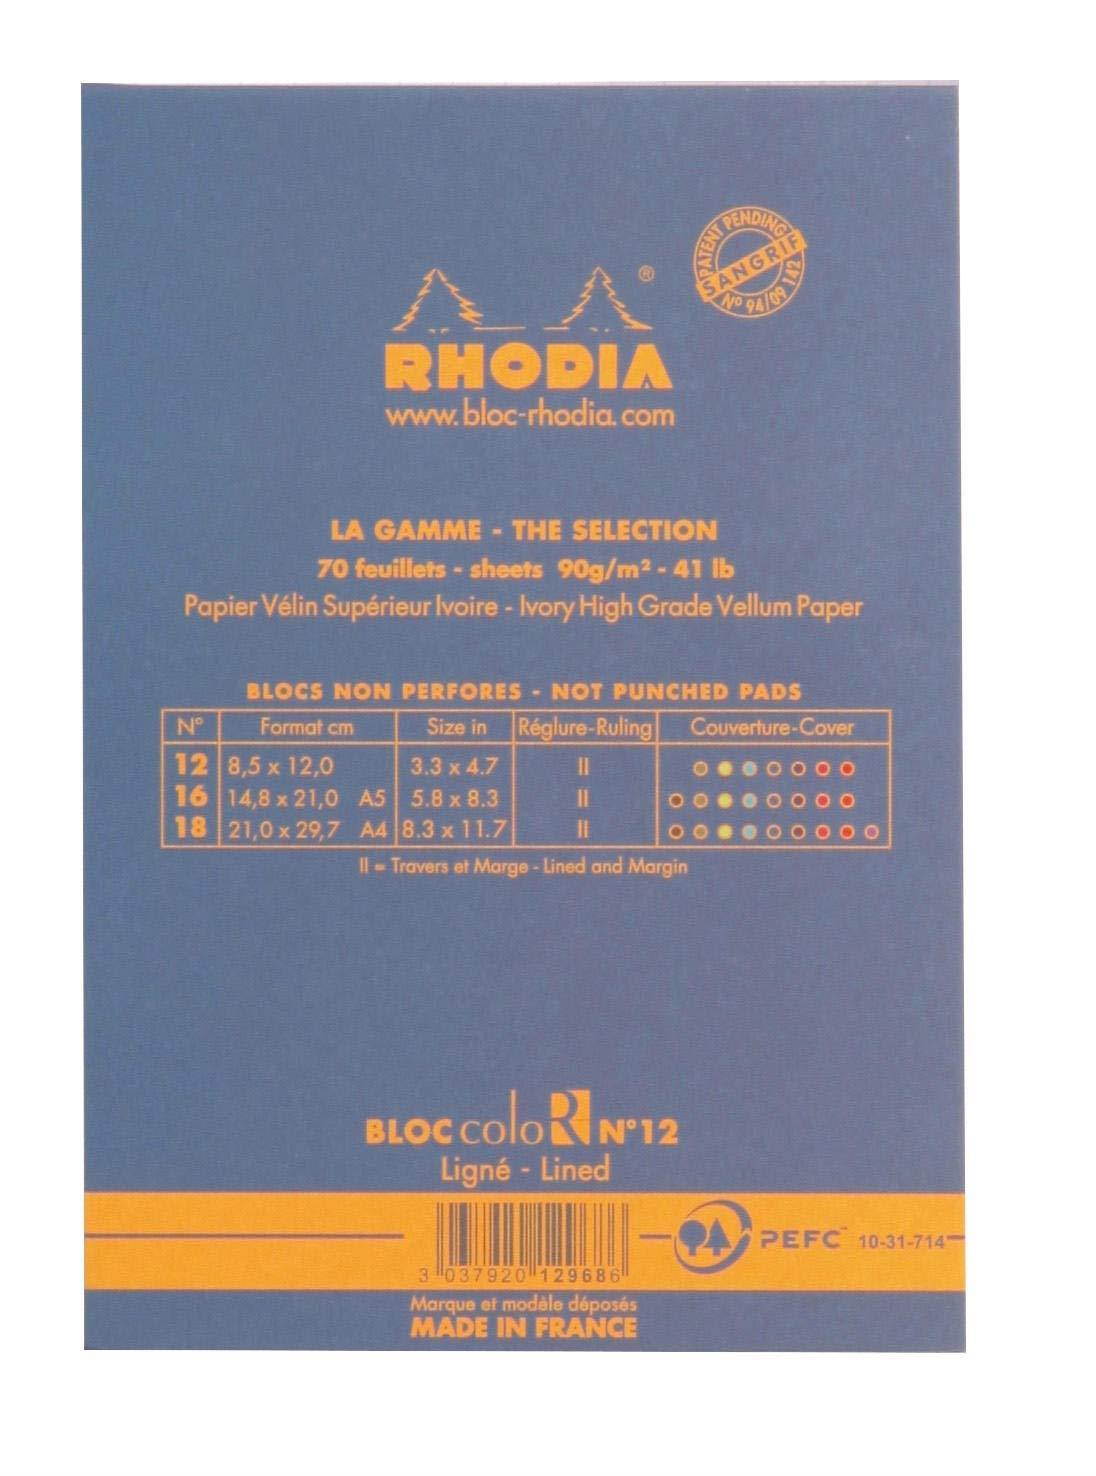 PATENT PENDING
SANGRIF
N° 94/09 142
®
RHODIA
www.bloc-rhodia.com
LA GAMME - THE SELECTION
70 feuillets - sheets 90g/m² - 41 lb
Papier Vélin Supérieur Ivoire - Ivory High Grade Vellum Paper
BLOCS NON PERFORES - NOT PUNCHED PADS
N° Format cm Size in Réglure-Ruling Couverture-Cover
12 8,5 x 12,0 3.3 x 4.7 II
16 14,8 x 21,0 A5 5.8 x 8.3 II
18 21,0 x 29,7 A4 8.3 x 11.7 II
II = Travers et Marge - Lined and Margin
BLOC coloR N°12
Ligné - Lined
3 037920 129686
PEFC™ 10-31-714
Marque et modèle déposés
MADE IN FRANCE